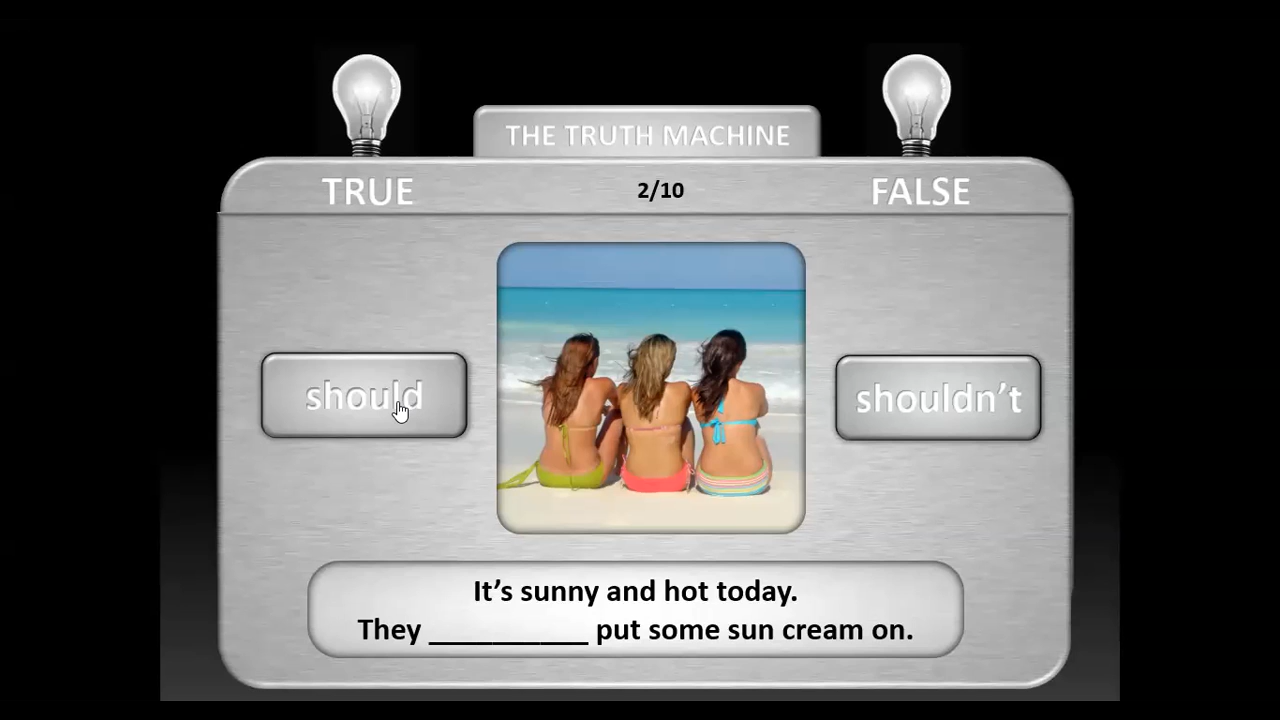 THE TRUTH MACHINE
TRUE
2/10
FALSE
should
shouldn’t
It’s sunny and hot today.
They __________ put some sun cream on.